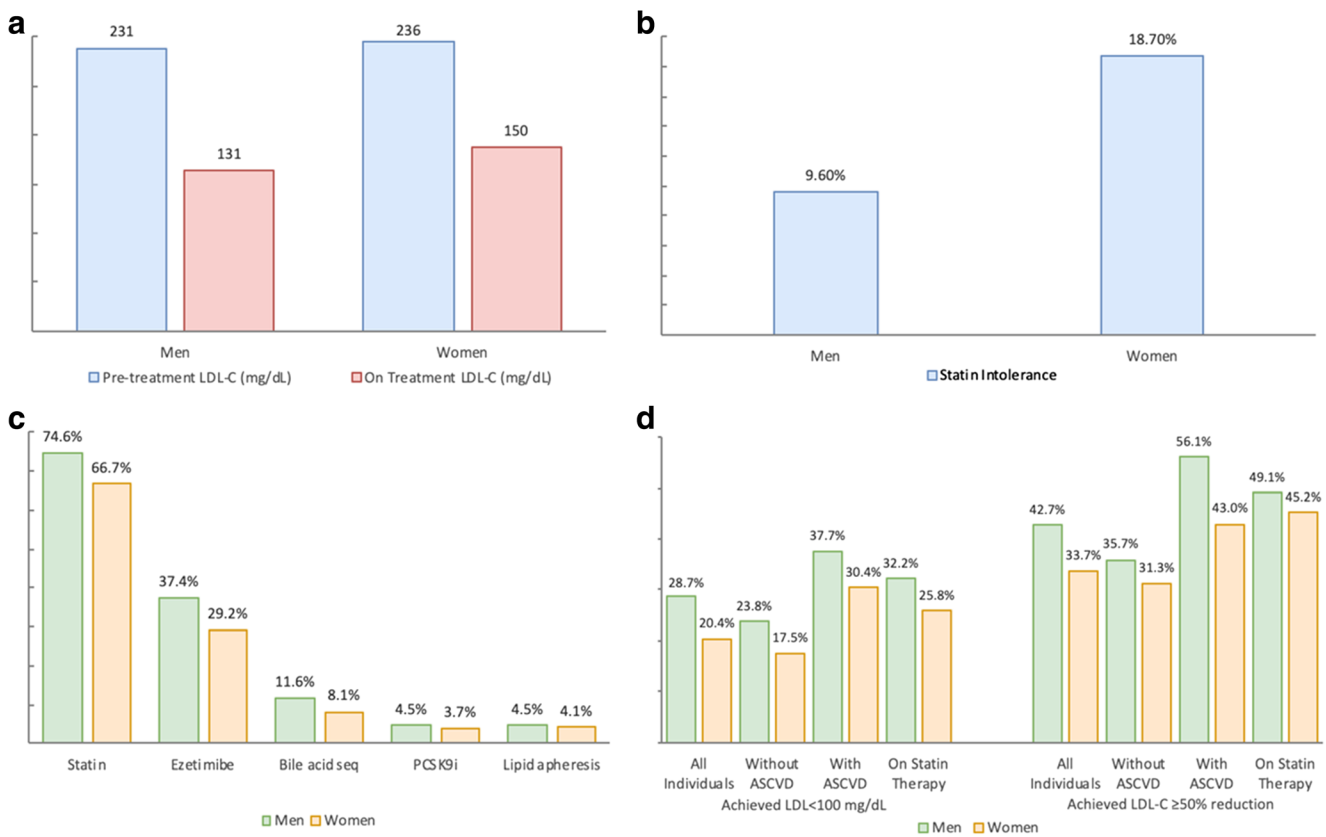 a
231
236
131
150
Men
Women
Pre-treatment LDL-C (mg/dL)
On Treatment LDL-C (mg/dL)
b
18.70%
9.60%
Men
Women
Statin Intolerance
c
74.6%
66.7%
37.4%
29.2%
11.6%
8.1%
4.5%
3.7%
4.5%
4.1%
Statin
Ezetimibe
Bile acid seq
PCSK9i
Lipid apheresis
Men
Women
d
28.7%
20.4%
23.8%
17.5%
37.7%
30.4%
32.2%
25.8%
42.7%
33.7%
35.7%
31.3%
56.1%
43.0%
49.1%
45.2%
All
Individuals
Without
ASCVD
With
ASCVD
On Statin
Therapy
Achieved LDL<100 mg/dL
All
Individuals
Without
ASCVD
With
ASCVD
On Statin
Therapy
Achieved LDL-C ≥50% reduction
Men
Women